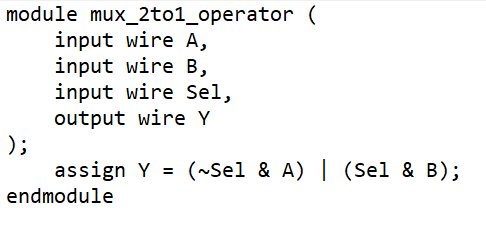 module mux_2to1_operator (
    input wire A,
    input wire B,
    input wire Sel,
    output wire Y
);
    assign Y = (~Sel & A) | (Sel & B);
endmodule